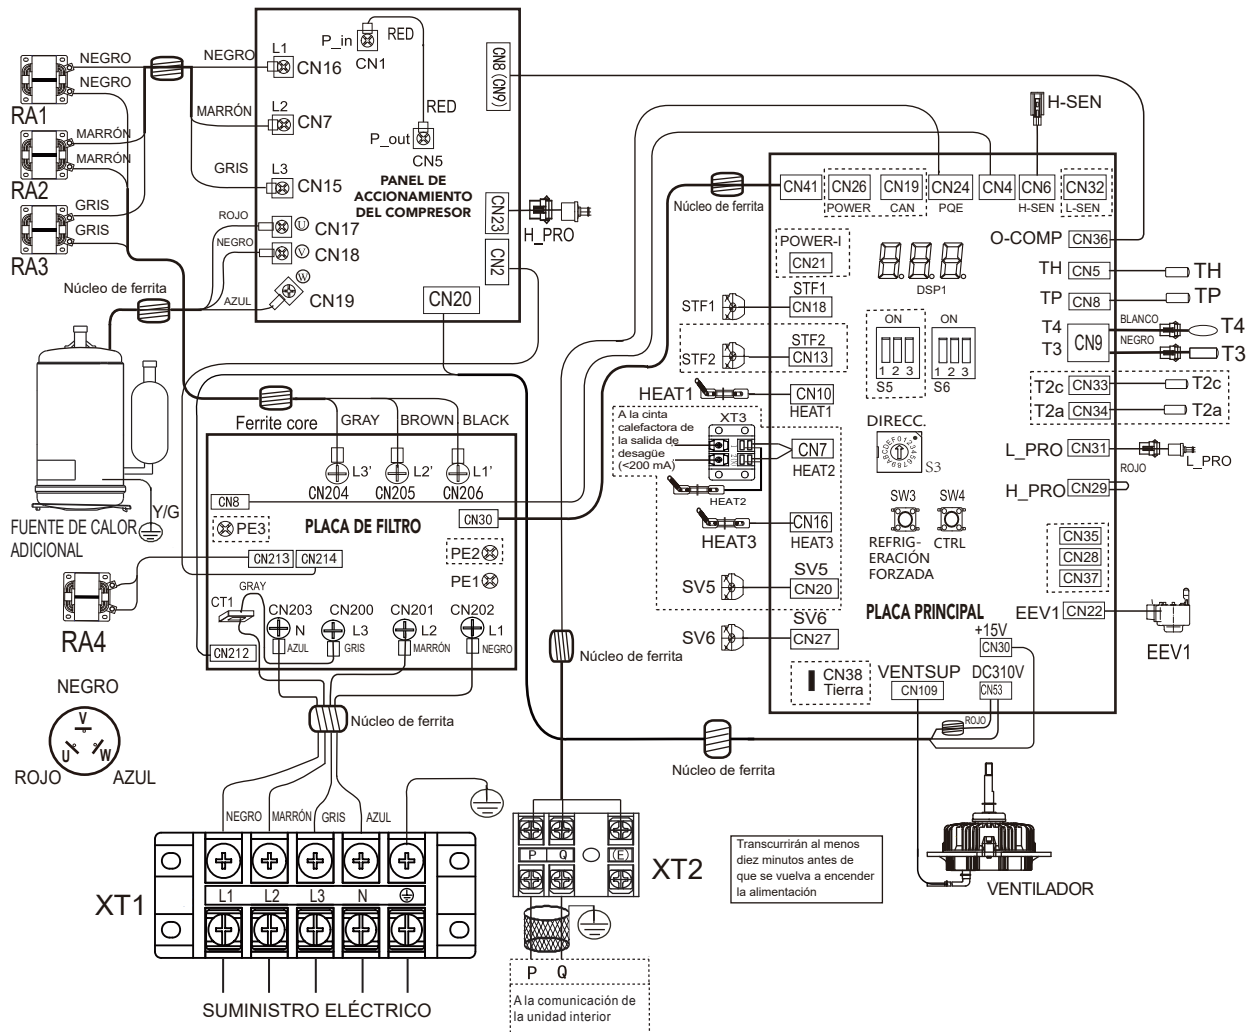 NEGRO
NEGRO
RA1
MARRÓN
MARRÓN
RA2
GRIS
GRIS
RA3
NEGRO
L1
CN16
P_in
CN1
RED
RED
P_out
CN5
MARRÓN
L2
CN7
GRIS
L3
CN15
ROJO
U
CN17
NEGRO
V
CN18
AZUL
W
CN19
PANEL DE
ACCIONAMIENTO
DEL COMPRESOR
CN8 (CN9)
CN23
CN2
CN20
H_PRO
Núcleo de ferrita
Núcleo de ferrita
H-SEN
CN41
CN26
POWER
CN19
CAN
CN24
PQE
CN4
CN6
H-SEN
CN32
L-SEN
O-COMP
CN36
POWER-I
CN21
DSP1
TH
CN5
TH
TP
CN8
TP
STF1
STF1
CN18
STF2
STF2
CN13
ON
1 2 3
S5
ON
1 2 3
S6
T4
T3
CN9
BLANCO
NEGRO
T4
T3
T2c
CN33
T2c
T2a
CN34
T2a
HEAT1
CN10
HEAT1
A la cinta
calefactora de
la salida de
desagüe
(<200 mA)
XT3
CN7
HEAT2
HEAT2
CN16
HEAT3
HEAT3
DIRECC.
S3
L_PRO
CN31
ROJO
L_PRO
H_PRO
CN29
SW3
SW4
REFRIG-
ERACIÓN
FORZADA
CTRL
CN35
CN28
CN37
SV5
SV5
CN20
SV6
SV6
CN27
PLACA PRINCIPAL
EEV1
CN22
EEV1
+15V
CN30
CN38
Tierra
VENTSUP
CN109
DC310V
CN53
ROJO
Ferrite core
GRAY
BROWN
BLACK
L3'
L2'
L1'
CN204
CN205
CN206
CN8
CN30
PE3
PLACA DE FILTRO
PE2
PE1
CN213
CN214
GRAY
CT1
CN203
N
AZUL
CN200
L3
GRIS
CN201
L2
MARRÓN
CN202
L1
NEGRO
CN212
Y/G
FUENTE DE CALOR
ADICIONAL
RA4
NEGRO
V
U
W
ROJO
AZUL
Núcleo de ferrita
Núcleo de ferrita
Núcleo de ferrita
NEGRO
MARRÓN
GRIS
AZUL
XT1
L1
L2
L3
N
SUMINISTRO ELÉCTRICO
P
Q
(E)
XT2
P
Q
A la comunicación de
la unidad interior
Transcurrirán al menos
diez minutos antes de
que se vuelva a encender
la alimentación
VENTILADOR